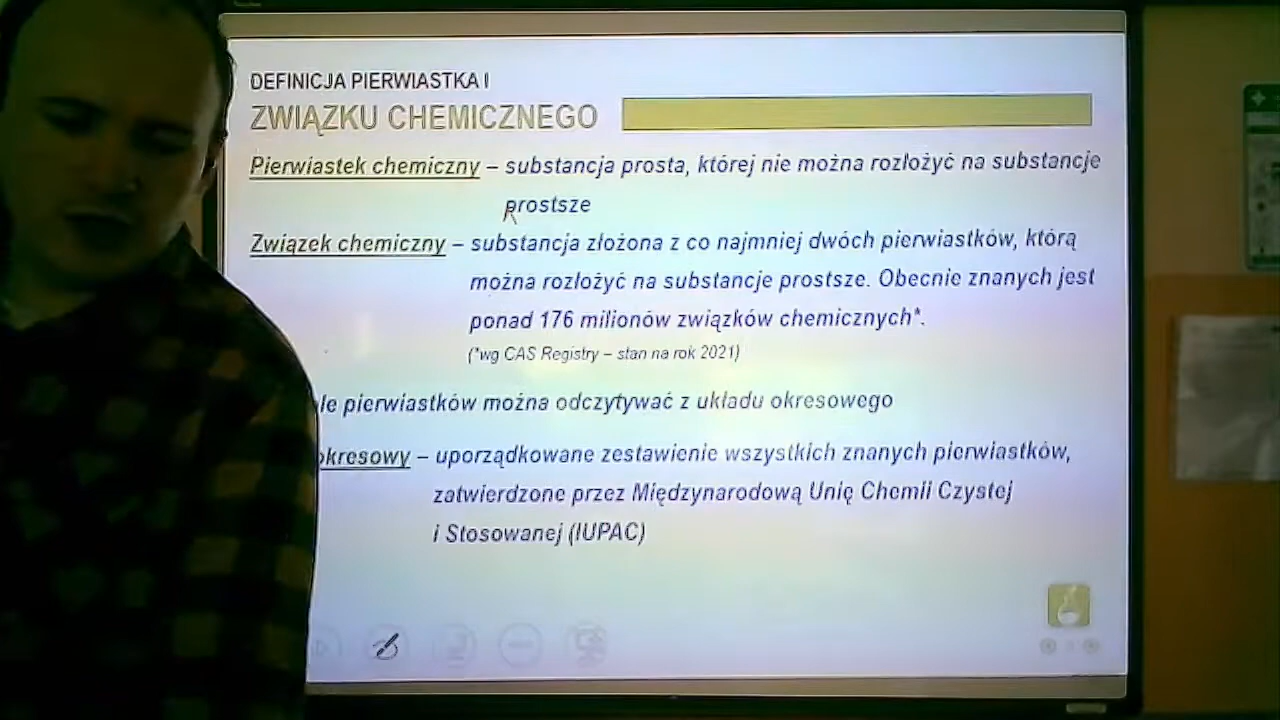 DEFINICJA PIERWIASTKA I
ZWIĄZKU CHEMICZNEGO
Pierwiastek chemiczny – substancja prosta, której nie można rozłożyć na substancje
prostsze
Związek chemiczny – substancja złożona z co najmniej dwóch pierwiastków, którą
można rozłożyć na substancje prostsze. Obecnie znanych jest
ponad 176 milionów związków chemicznych*.
(*wg CAS Registry – stan na rok 2021)
le pierwiastków można odczytywać z układu okresowego
okresowy – uporządkowane zestawienie wszystkich znanych pierwiastków,
zatwierdzone przez Międzynarodową Unię Chemii Czystej
i Stosowanej (IUPAC)